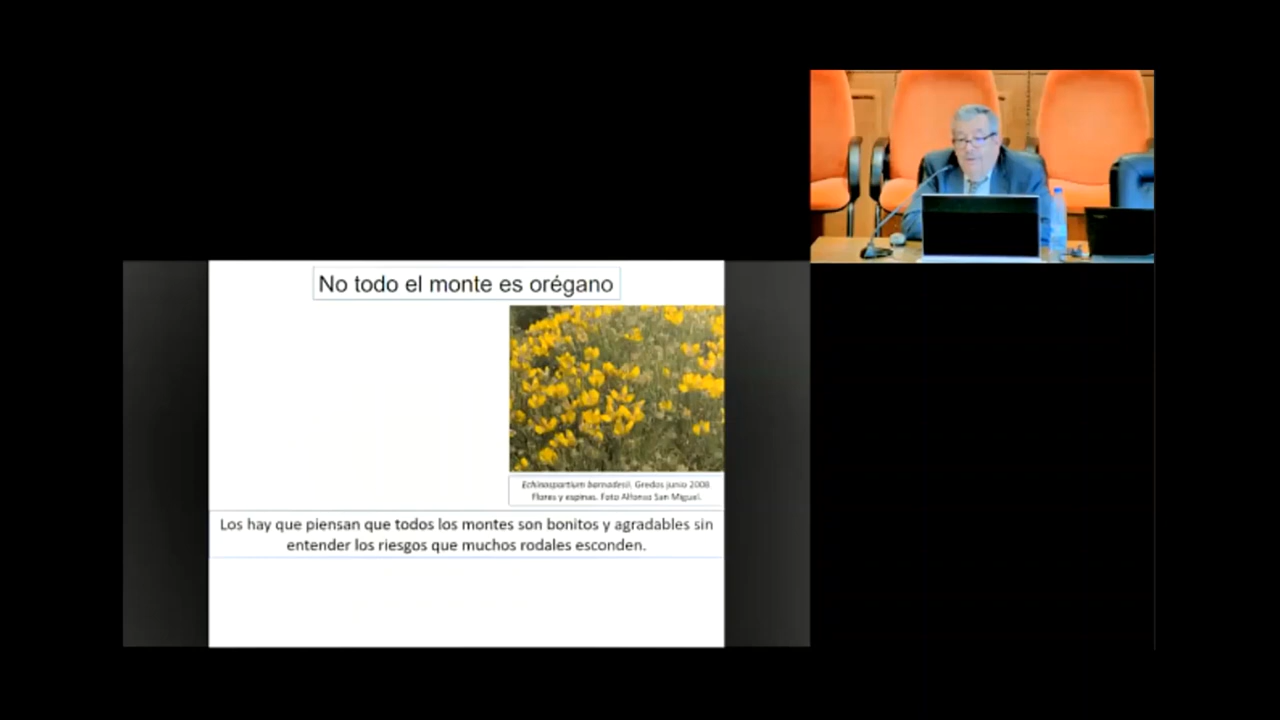 No todo el monte es orégano
Echinospartium barnadesii, Gredos junio 2008
Flores y espinas. Foto Alfonso San Miguel.
Los hay que piensan que todos los montes son bonitos y agradables sin
entender los riesgos que muchos rodales esconden.